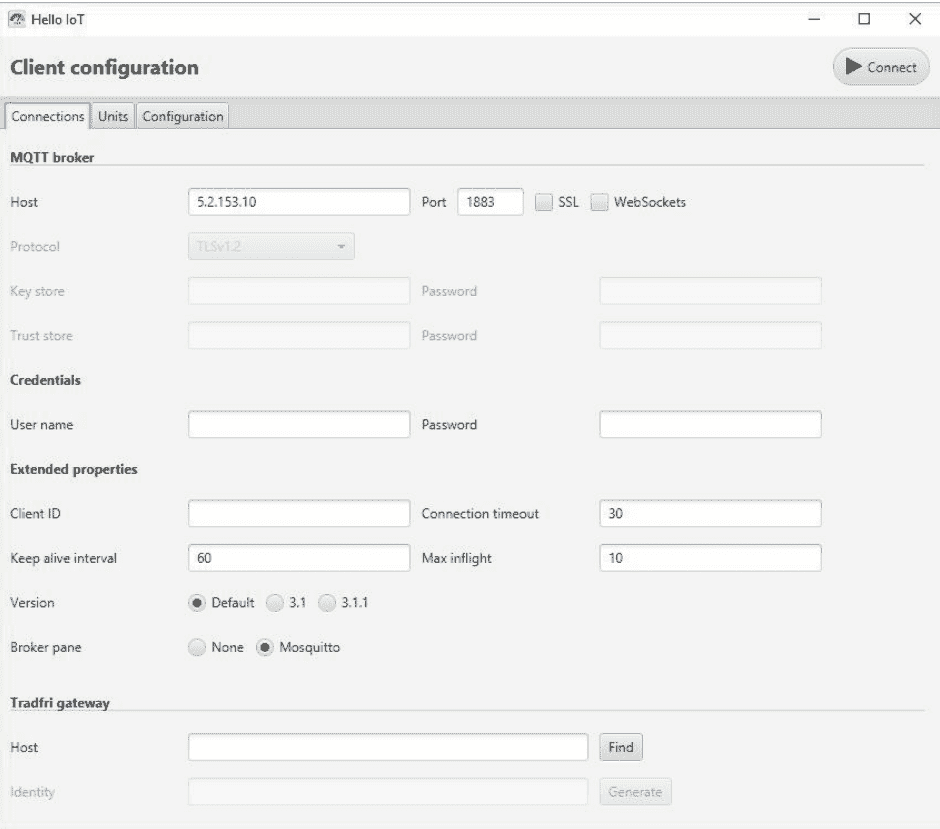 Hello IoT
Client configuration
Connect
Connections Units Configuration
MQTT broker
Host 5.2.153.10 Port 1883 SSL WebSockets
Protocol TLSv1.2
Key store Password
Trust store Password
Credentials
User name Password
Extended properties
Client ID Connection timeout 30
Keep alive interval 60 Max inflight 10
Version Default 3.1 3.1.1
Broker pane None Mosquitto
Tradfri gateway
Host Find
Identity Generate